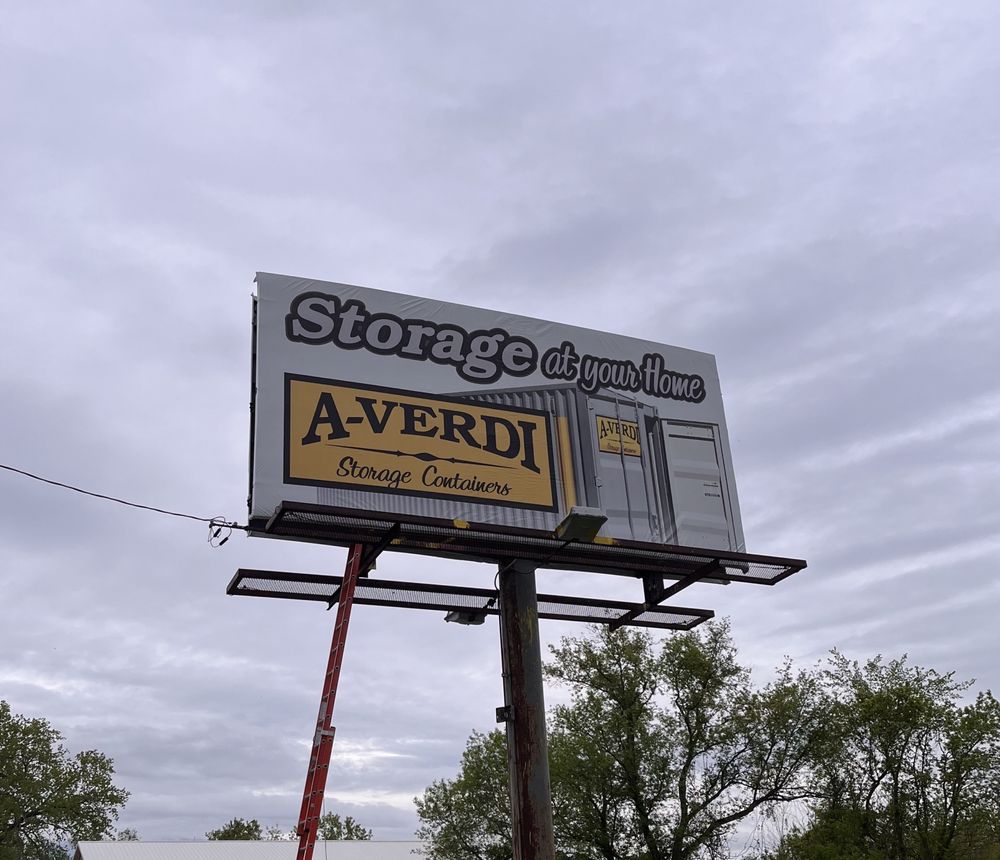 Storage at your Home
A-VERDI
Storage Containers
A-VERDI